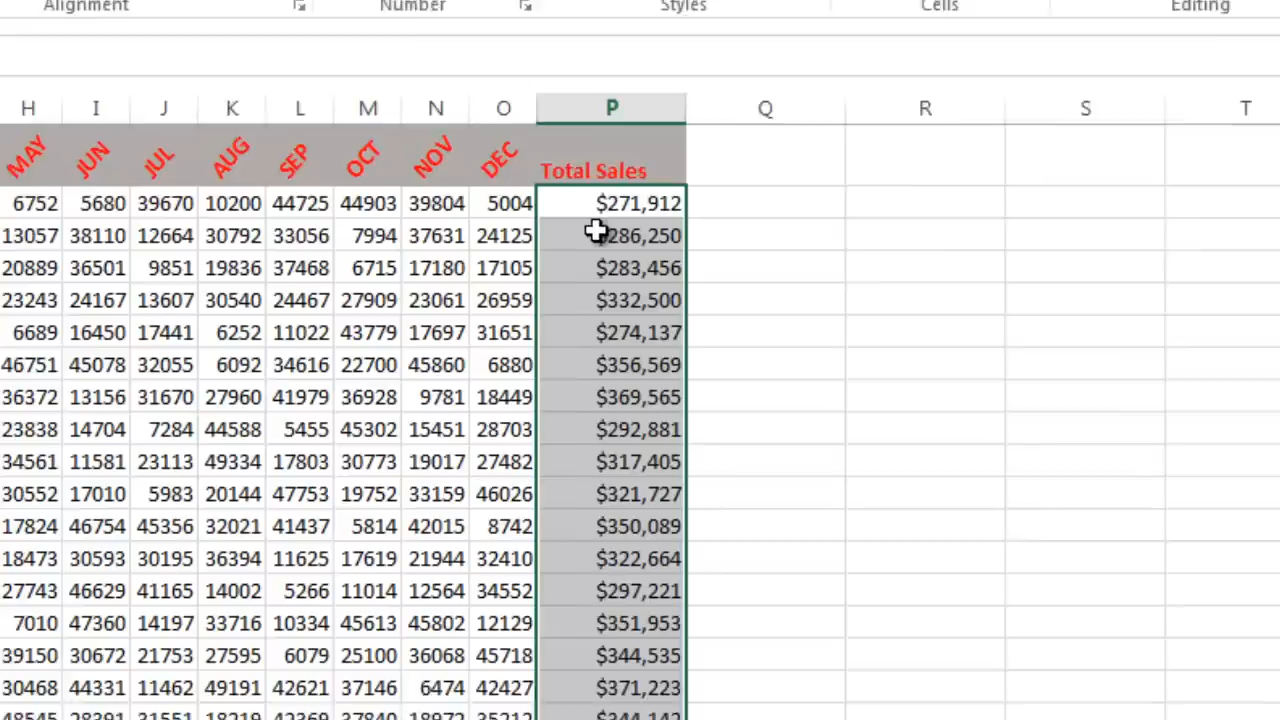 Alignment Number Styles Cells Editing
H I J K L M N O P Q R S T
MAY JUN JUL AUG SEP OCT NOV DEC Total Sales
6752 5680 39670 10200 44725 44903 39804 5004 $271,912
13057 38110 12664 30792 33056 7994 37631 24125 286,250
20889 36501 9851 19836 37468 6715 17180 17105 $283,456
23243 24167 13607 30540 24467 27909 23061 26959 $332,500
6689 16450 17441 6252 11022 43779 17697 31651 $274,137
46751 45078 32055 6092 34616 22700 45860 6880 $356,569
36372 13156 31670 27960 41979 36928 9781 18449 $369,565
23838 14704 7284 44588 5455 45302 15451 28703 $292,881
34561 11581 23113 49334 17803 30773 19017 27482 $317,405
30552 17010 5983 20144 47753 19752 33159 46026 $321,727
17824 46754 45356 32021 41437 5814 42015 8742 $350,089
18473 30593 30195 36394 11625 17619 21944 32410 $322,664
27743 46629 41165 14002 5266 11014 12564 34552 $297,221
7010 47360 14197 33716 10334 45613 45802 12129 $351,953
39150 30672 21753 27595 6079 25100 36068 45718 $344,535
30468 44331 11462 49191 42621 37146 6474 42427 $371,223